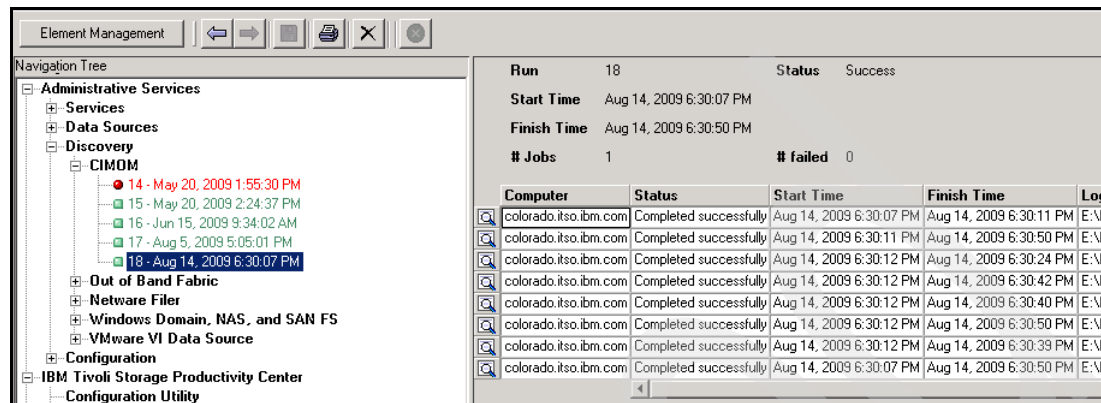 Element Management
Navigation Tree
Administrative Services
Services
Data Sources
Discovery
CIMOM
14 - May 20, 2009 1:55:30 PM
15 - May 20, 2009 2:24:37 PM
16 - Jun 15, 2009 9:34:02 AM
17 - Aug 5, 2009 5:05:01 PM
18 - Aug 14, 2009 6:30:07 PM
Out of Band Fabric
Netware Filer
Windows Domain, NAS, and SAN FS
VMware VI Data Source
Configuration
IBM Tivoli Storage Productivity Center
Configuration Utility
Run 18 Status Success
Start Time Aug 14, 2009 6:30:07 PM
Finish Time Aug 14, 2009 6:30:50 PM
# Jobs 1 # failed 0
Computer Status Start Time Finish Time Log
colorado.itso.ibm.com Completed successfully Aug 14, 2009 6:30:07 PM Aug 14, 2009 6:30:11 PM E:\
colorado.itso.ibm.com Completed successfully Aug 14, 2009 6:30:11 PM Aug 14, 2009 6:30:50 PM E:\
colorado.itso.ibm.com Completed successfully Aug 14, 2009 6:30:12 PM Aug 14, 2009 6:30:24 PM E:\
colorado.itso.ibm.com Completed successfully Aug 14, 2009 6:30:12 PM Aug 14, 2009 6:30:42 PM E:\
colorado.itso.ibm.com Completed successfully Aug 14, 2009 6:30:12 PM Aug 14, 2009 6:30:40 PM E:\
colorado.itso.ibm.com Completed successfully Aug 14, 2009 6:30:12 PM Aug 14, 2009 6:30:50 PM E:\
colorado.itso.ibm.com Completed successfully Aug 14, 2009 6:30:12 PM Aug 14, 2009 6:30:39 PM E:\
colorado.itso.ibm.com Completed successfully Aug 14, 2009 6:30:07 PM Aug 14, 2009 6:30:50 PM E:\